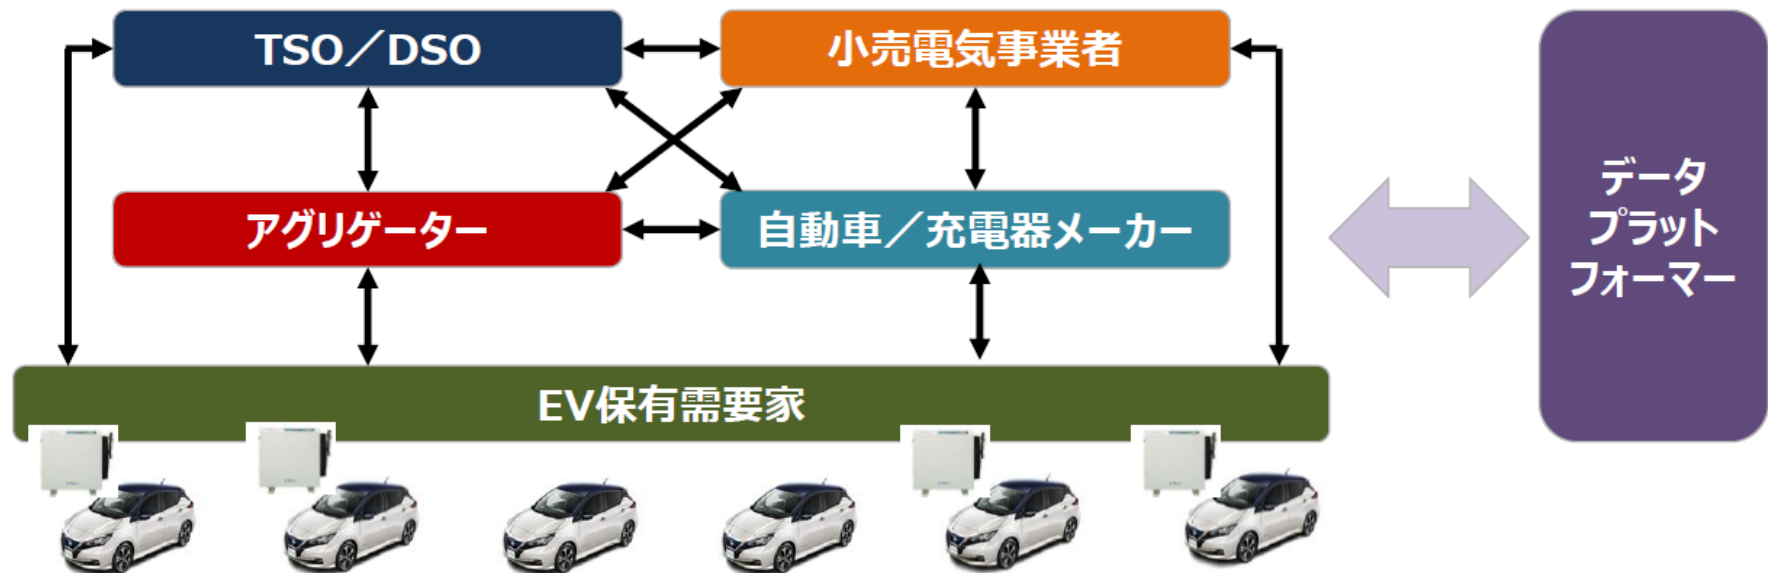 TSO／DSO
小売電気事業者
アグリゲーター
自動車／充電器メーカー
EV保有需要家
データ
プラット
フォーマー